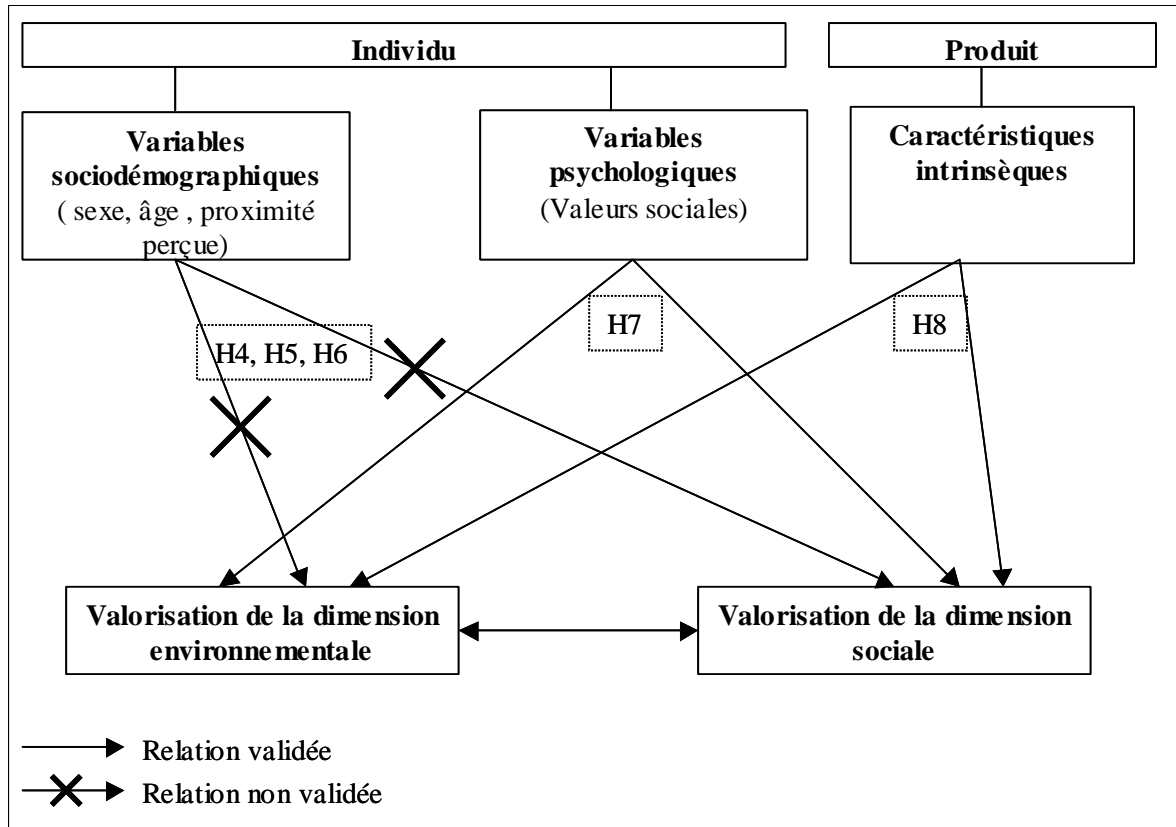 Individu
Produit
Variables
sociodémographiques
( sexe, âge , proximité
perçue)
Variables
psychologiques
(Valeurs sociales)
Caractéristiques
intrinsèques
H4, H5, H6
H7
H8
Valorisation de la dimension
environnementale
Valorisation de la dimension
sociale
Relation validée
Relation non validée